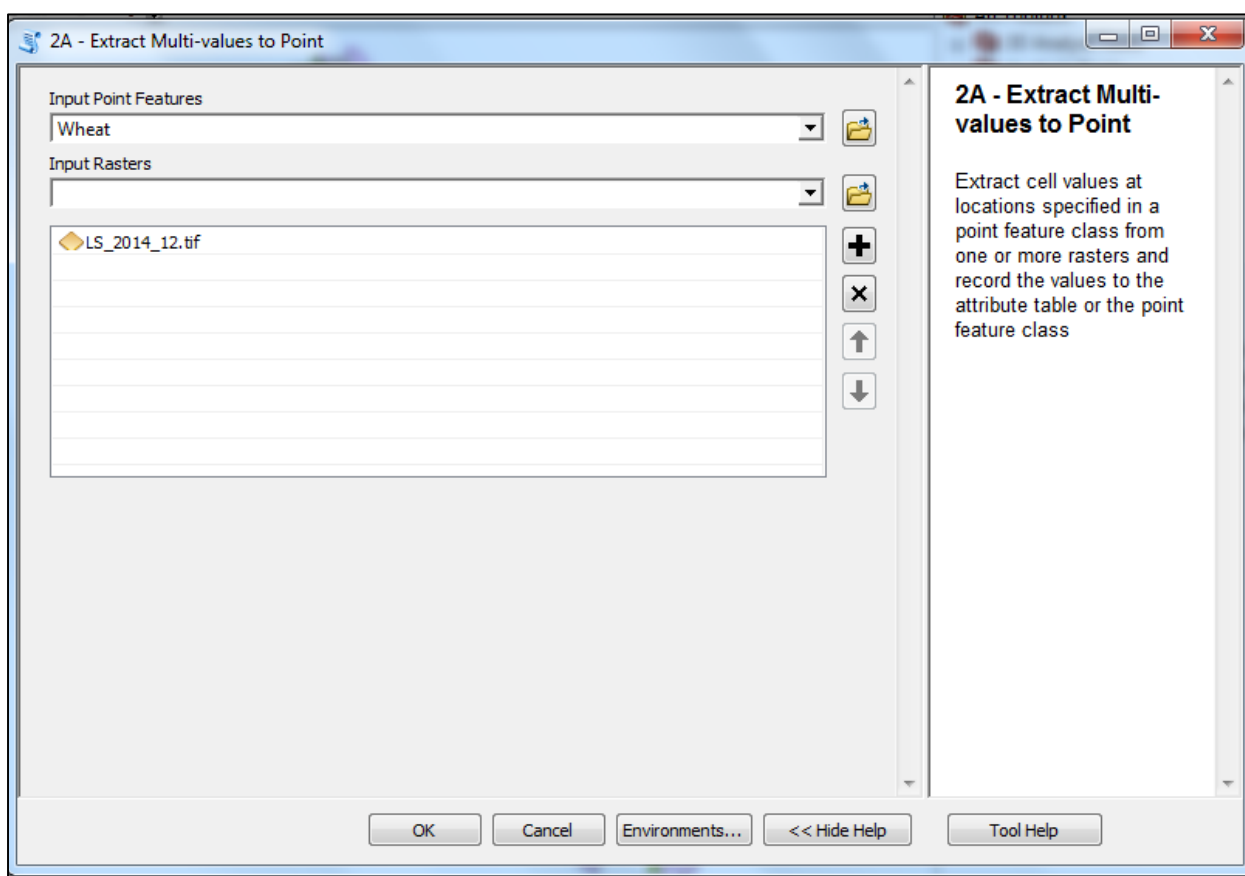 2A - Extract Multi-values to Point
Input Point Features
Wheat
Input Rasters
LS_2014_12.tif
2A - Extract Multi-
values to Point
Extract cell values at
locations specified in a
point feature class from
one or more rasters and
record the values to the
attribute table or the point
feature class
OK
Cancel
Environments...
<< Hide Help
Tool Help